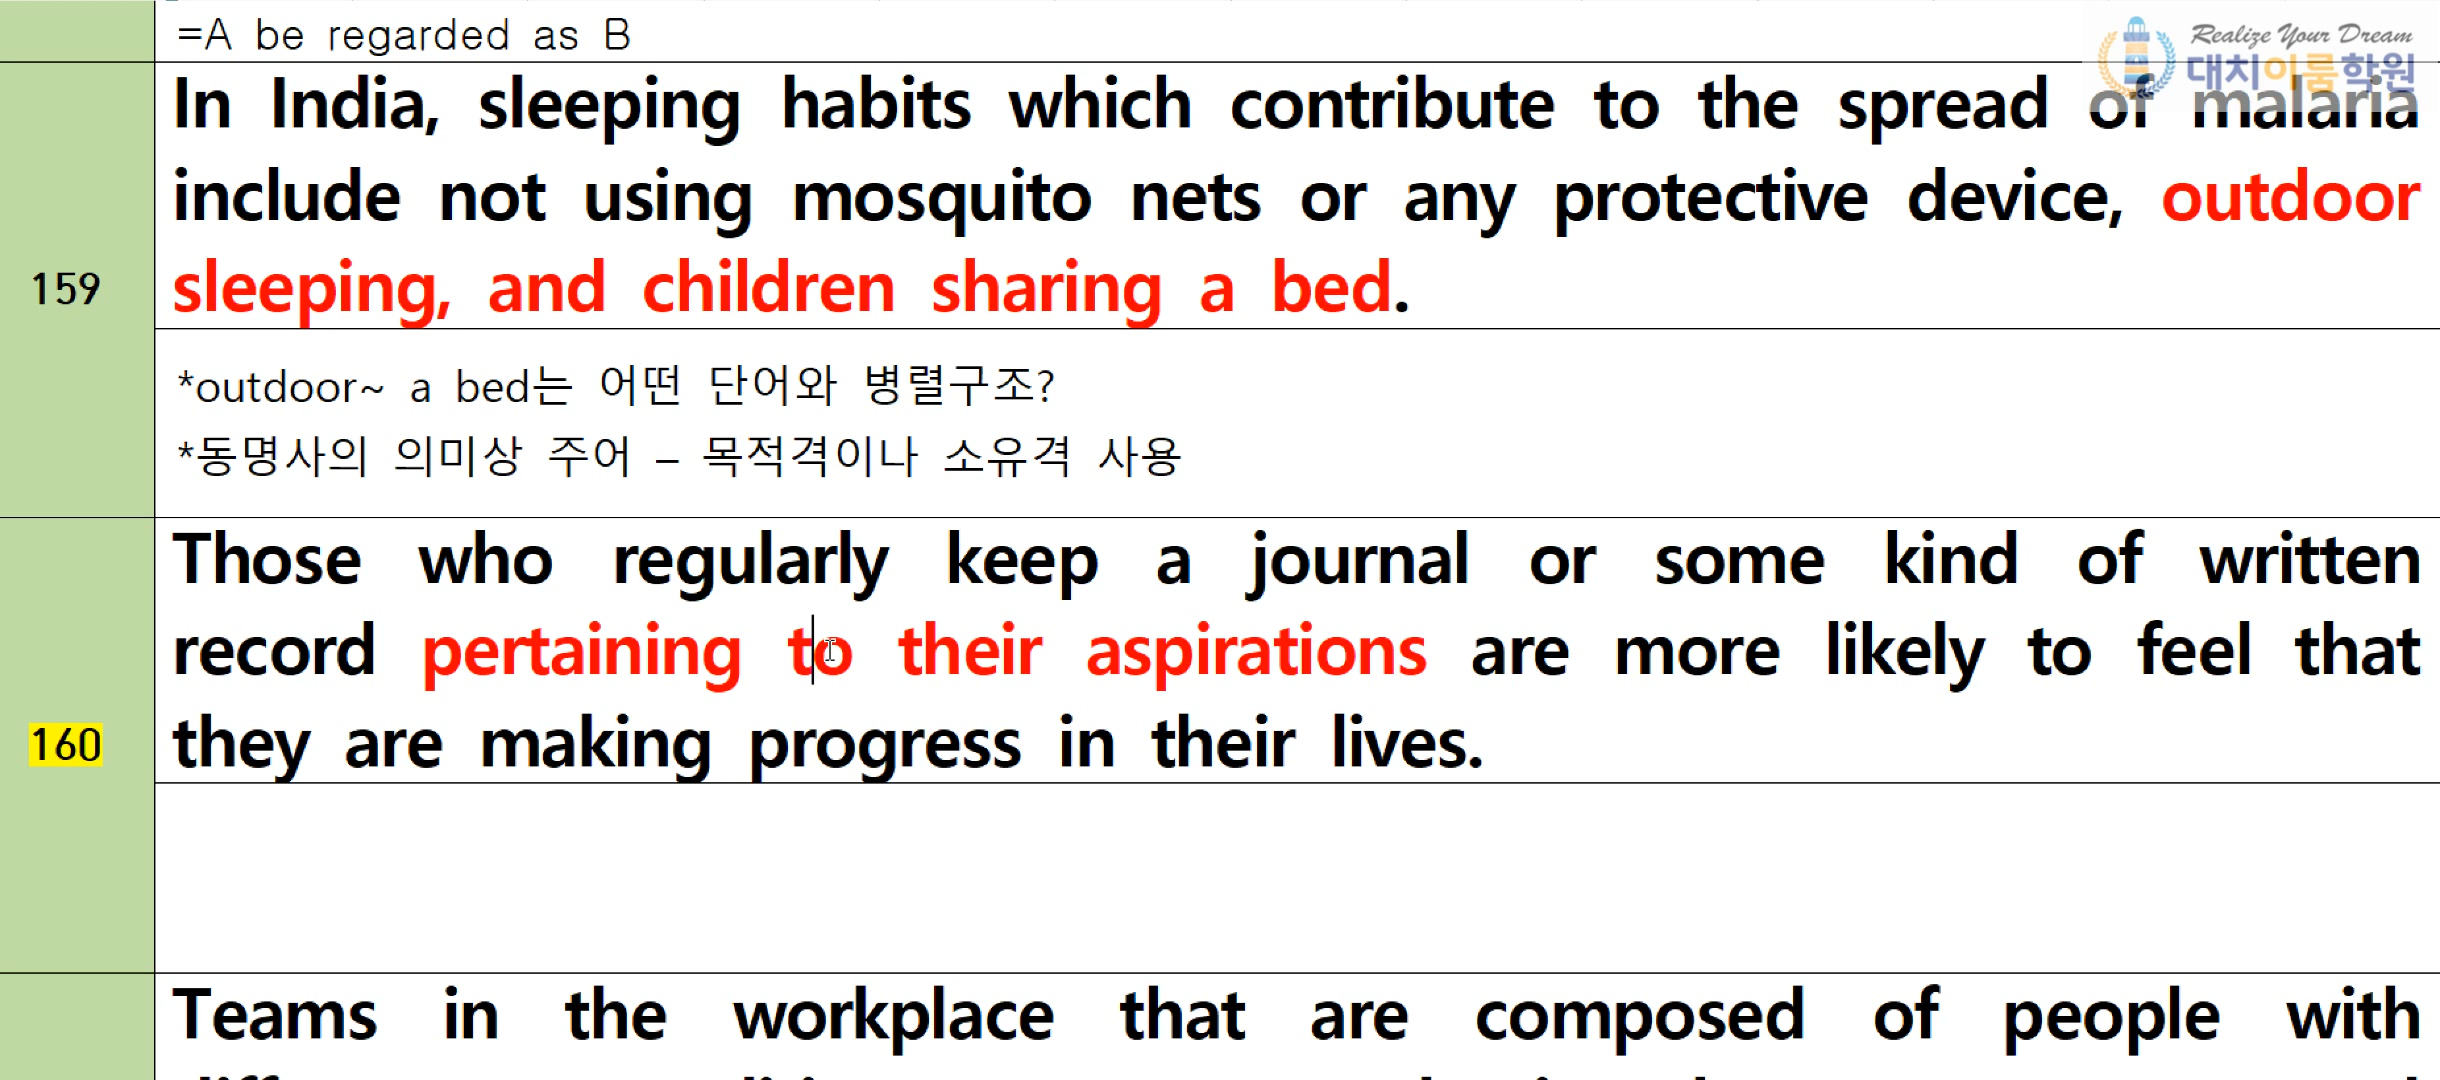 =A be regarded as B
Realize Your Dream
대치이룸학원
In India, sleeping habits which contribute to the spread of malaria
include not using mosquito nets or any protective device, outdoor
159
sleeping, and children sharing a bed.
*outdoor~ a bed는 어떤 단어와 병렬구조?
*동명사의 의미상 주어 – 목적격이나 소유격 사용
Those who regularly keep a journal or some kind of written
record pertaining to their aspirations are more likely to feel that
160
they are making progress in their lives.
Teams in the workplace that are composed of people with